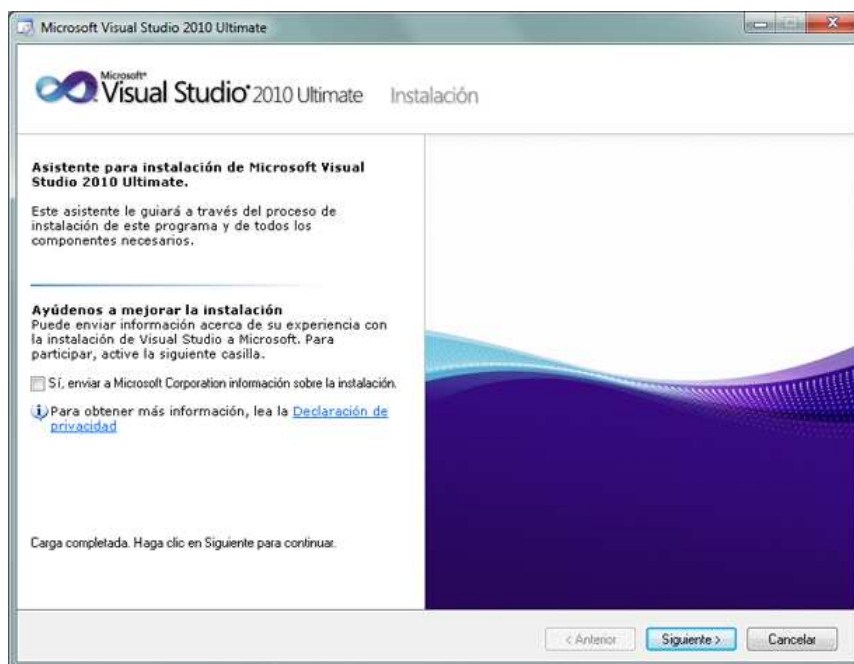 Microsoft Visual Studio 2010 Ultimate
Microsoft®
Visual Studio® 2010 Ultimate Instalación
Asistente para instalación de Microsoft Visual
Studio 2010 Ultimate.
Este asistente le guiará a través del proceso de
instalación de este programa y de todos los
componentes necesarios.
Ayúdenos a mejorar la instalación
Puede enviar información acerca de su experiencia con
la instalación de Visual Studio a Microsoft. Para
participar, active la siguiente casilla.
Sí, enviar a Microsoft Corporation información sobre la instalación.
Para obtener más información, lea la Declaración de
privacidad
Carga completada. Haga clic en Siguiente para continuar.
< Anterior Siguiente > Cancelar